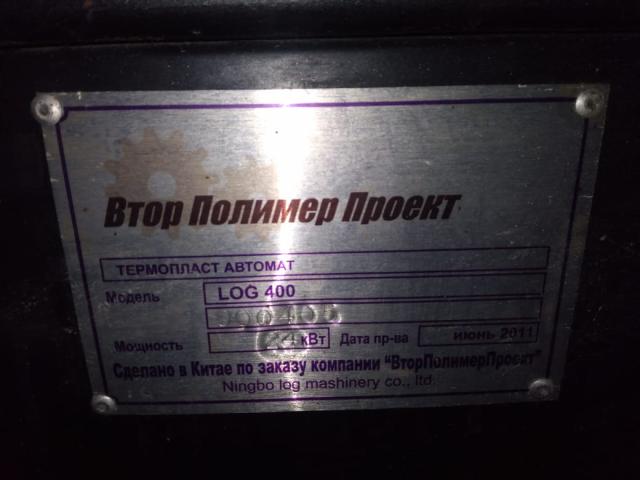 Втор Полимер Проект
ТЕРМОПЛАСТ АВТОМАТ
Модель LOG 400
Мощность кВт Дата пр-ва июнь 2011
Сделано в Китае по заказу компании "ВторПолимерПроект"
Ningbo log machinery co., ltd.